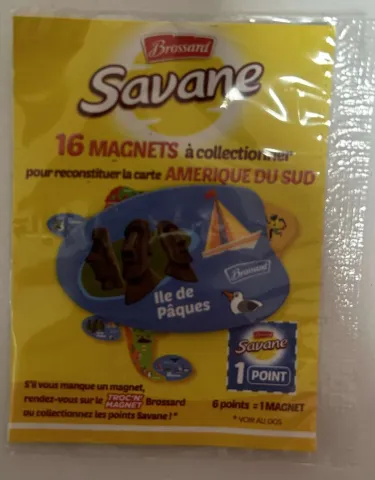 Brossard
Savane
16 MAGNETS à collectionner
pour reconstituer la carte AMERIQUE DU SUD
Brossard
Ile de
Pâques
Brossard
Savane
1 POINT
S'il vous manque un magnet,
rendez-vous sur le TROC'N' MAGNET Brossard
ou collectionnez les points Savane !*
6 points = 1 MAGNET
* VOIR AU DOS